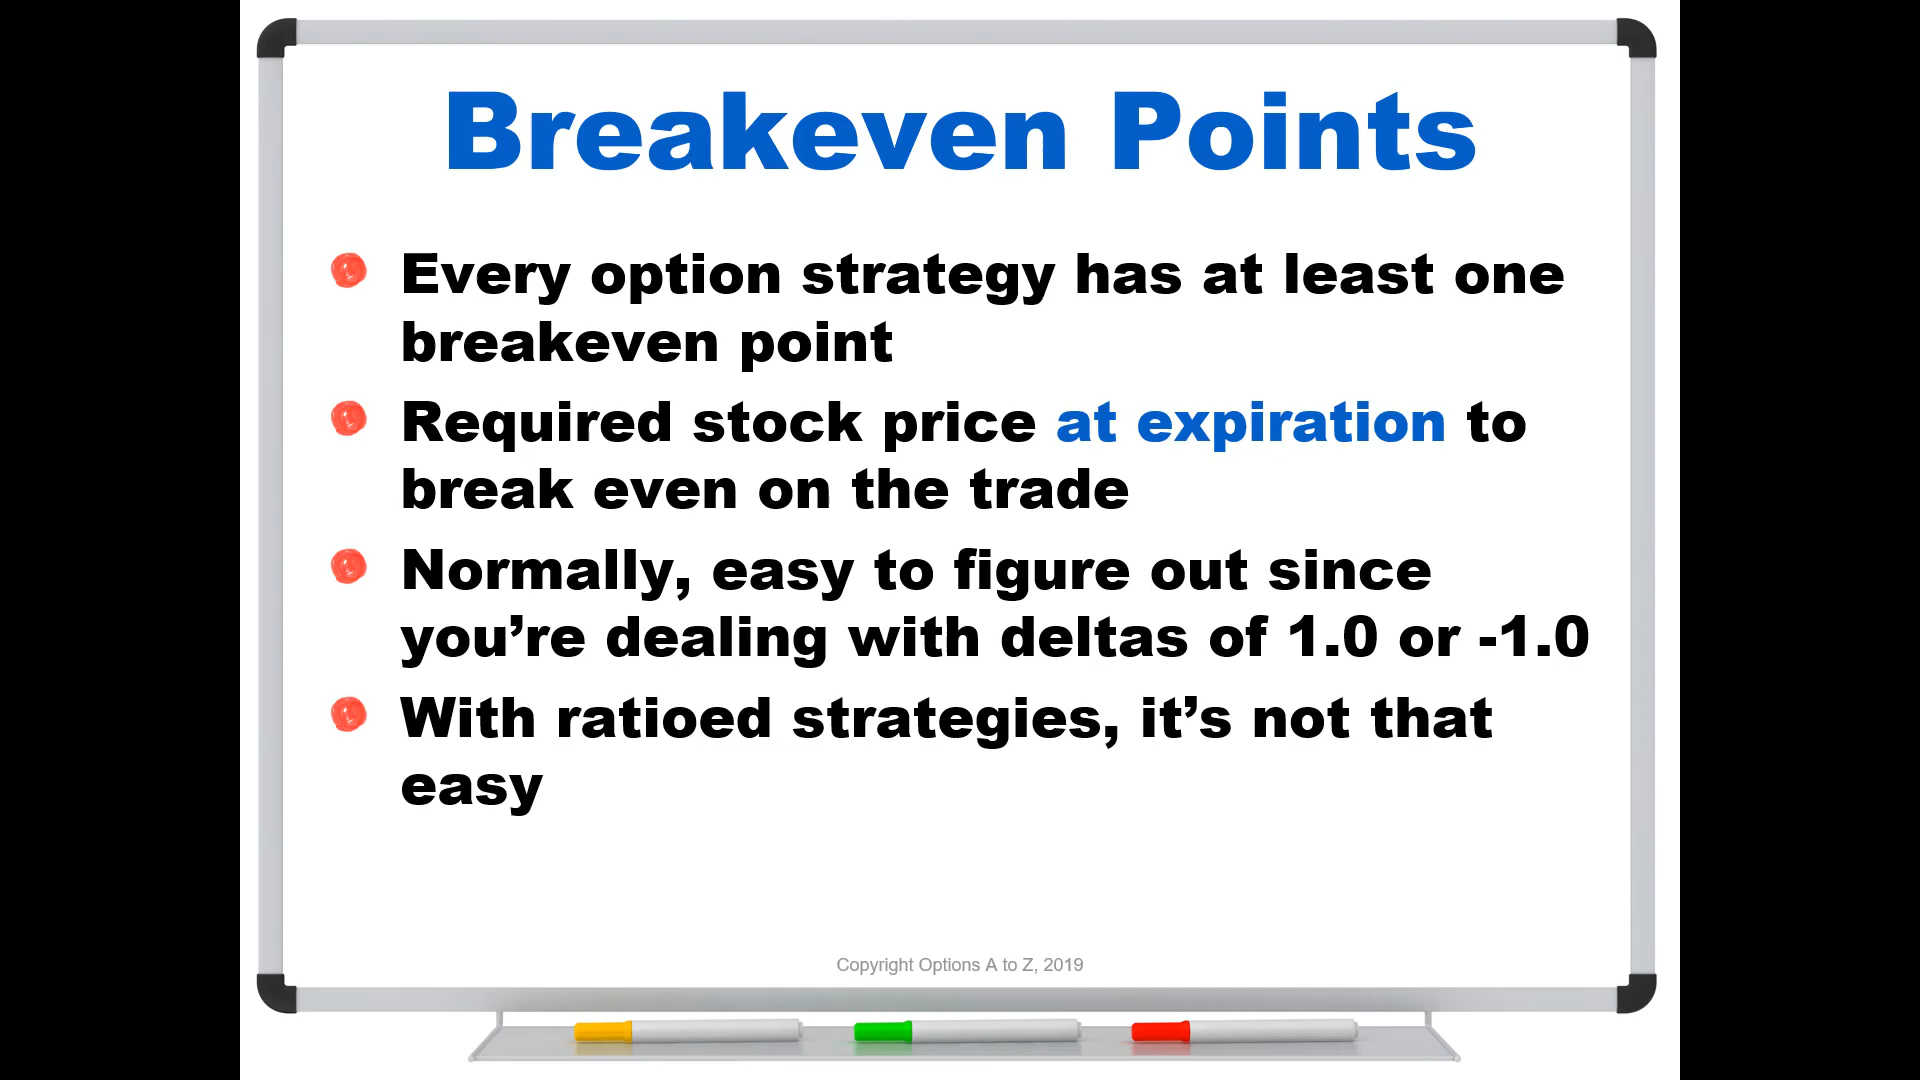 Breakeven Points
Every option strategy has at least one
breakeven point
Required stock price at expiration to
break even on the trade
Normally, easy to figure out since
you’re dealing with deltas of 1.0 or -1.0
With ratioed strategies, it’s not that
easy
Copyright Options A to Z, 2019